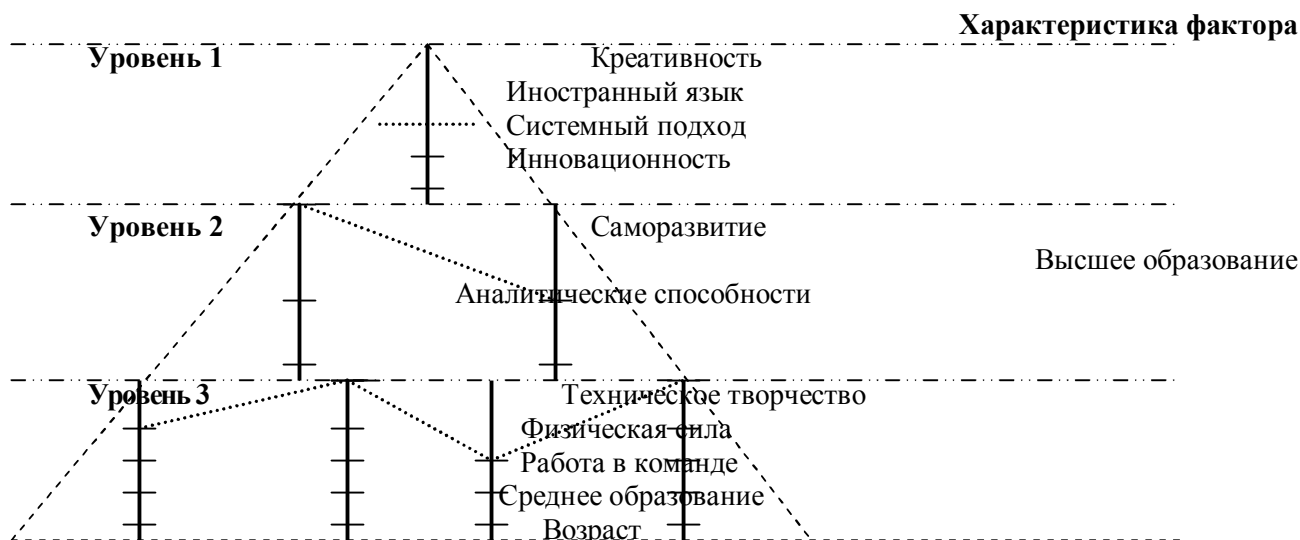 Характеристика фактора
Уровень 1
Креативность
Иностранный язык
Системный подход
Инновационность
Уровень 2
Саморазвитие
Высшее образование
Аналитические способности
Уровень 3
Техническое творчество
Физическая сила
Работа в команде
Среднее образование
Возраст